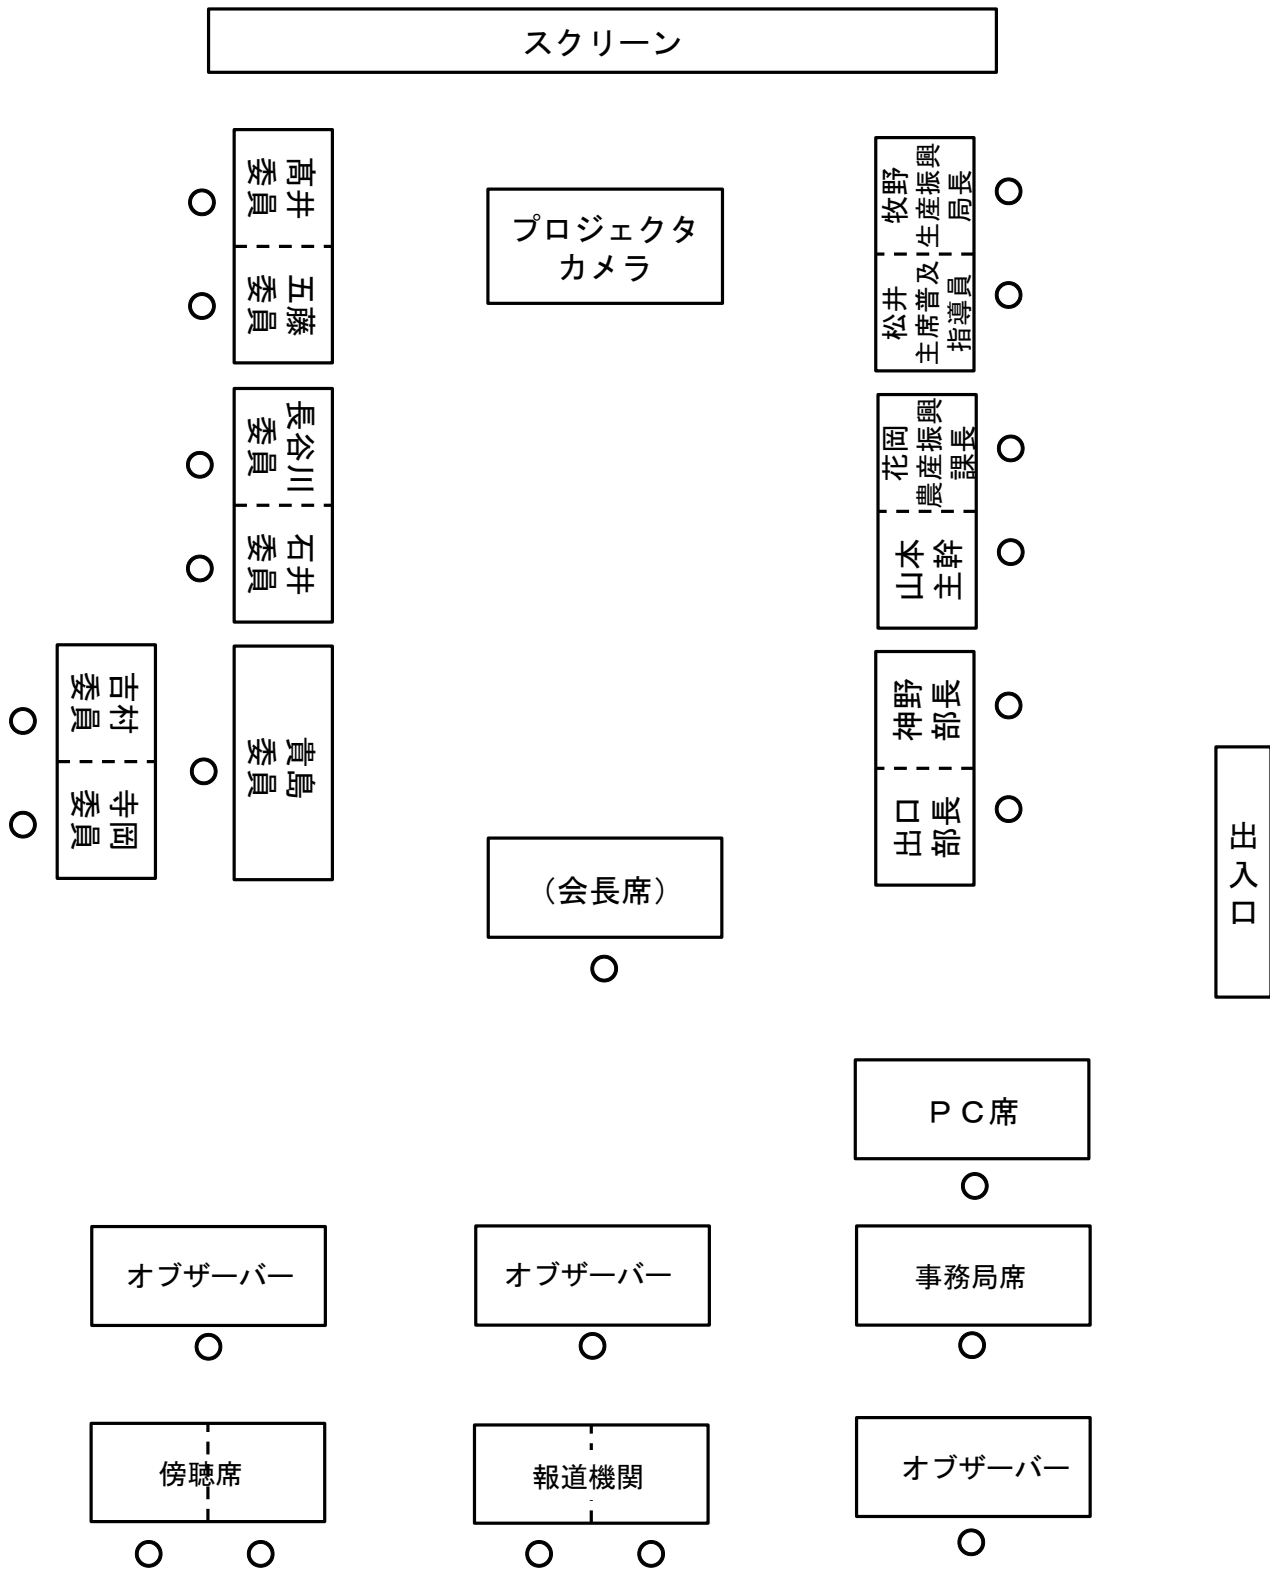 スクリーン
髙井
委員
五藤
委員
プロジェクタ
カメラ
牧野
生産振興
局長
松井
主席普及
指導員
長谷川
委員
石井
委員
花岡
農産振興
課長
山本
主幹
吉村
委員
寺岡
委員
貴島
委員
神野
部長
出口
部長
（会長席）
出入口
ＰＣ席
オブザーバー
オブザーバー
事務局席
傍聴席
報道機関
オブザーバー